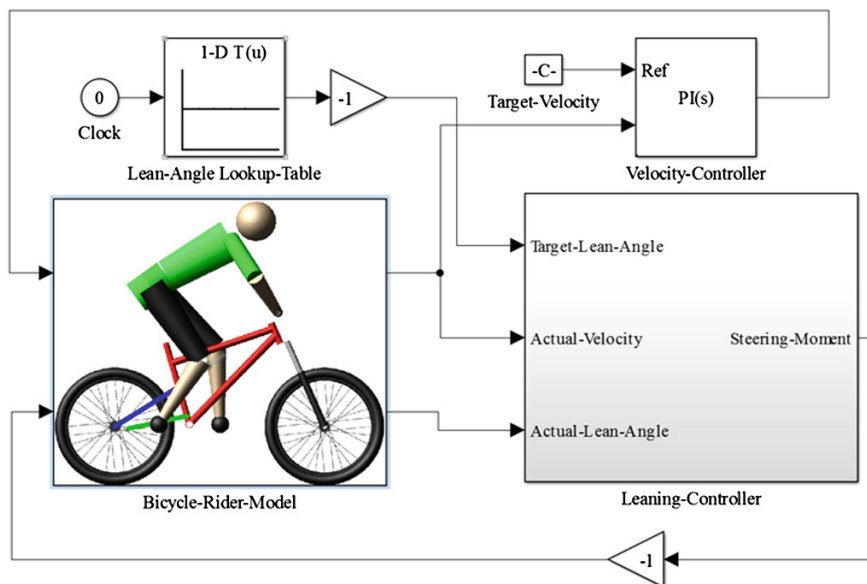 1-D T(u)
0
Clock
Lean-Angle Lookup-Table
-1
-C-
Target-Velocity
Ref
PI(s)
Velocity-Controller
Target-Lean-Angle
Actual-Velocity
Steering-Moment
Actual-Lean-Angle
Bicycle-Rider-Model
Leaning-Controller
-1